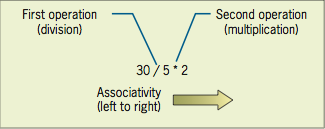 First operation
(division)
Second operation
(multiplication)
30 / 5 * 2
Associativity
(left to right)